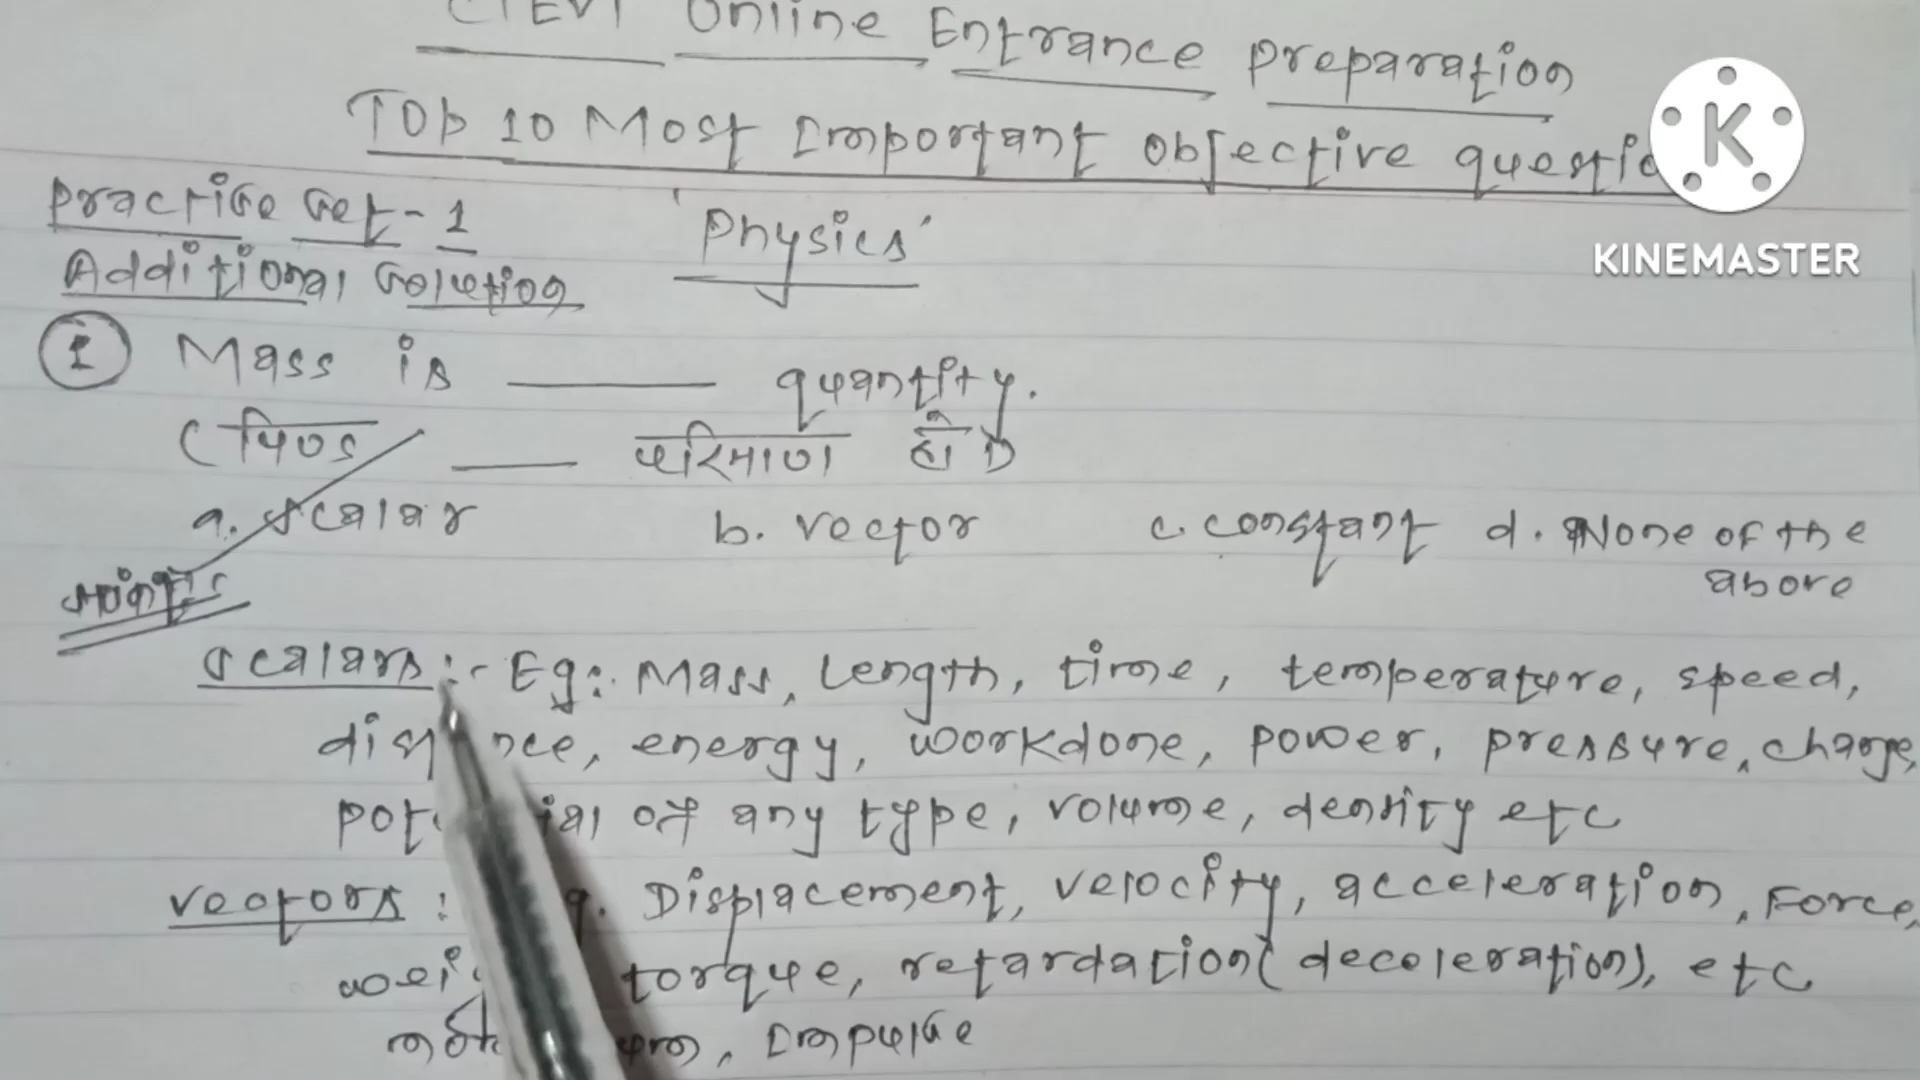 CTEVT Online Entrance preparation
Top 10 Most Important objective questio
practice set-1
'Physics'
Additional solution
KINEMASTER
1 Mass is ______ quantity.
(पिण्ड ______ परिमाण हो)
a. scalar b. vector c. constant d. None of the above
scalars:- Eg:. Mass, Length, time, temperature, speed,
energy, workdone, power, pressure, charge,
of any type, volume, density etc
vectors : Displacement, velocity, acceleration, Force,
torque, retardation(deceleration), etc
Impulse